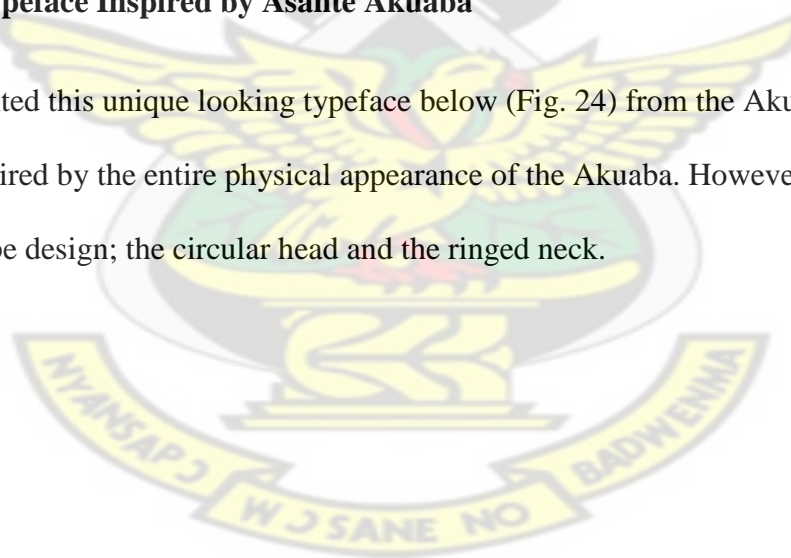 peface Inspired by Asante Akuaba
ted this unique looking typeface below (Fig. 24) from the Aku
ired by the entire physical appearance of the Akuaba. Howeve
pe design; the circular head and the ringed neck.
NYANSAPƆ WƆSANE NO BADWENMA